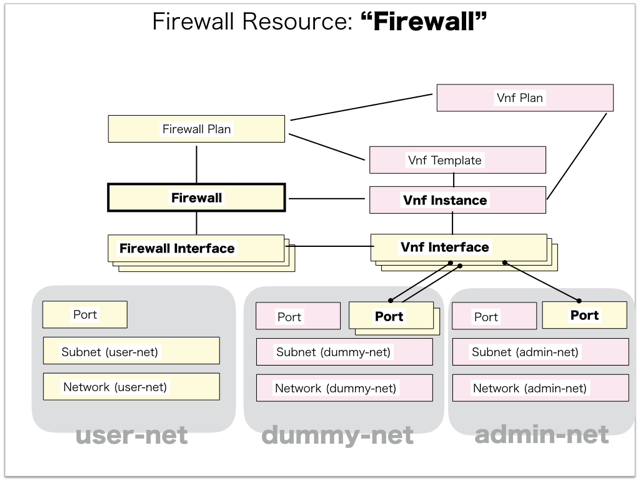 Firewall Resource: “Firewall”
Vnf Plan
Firewall Plan
Vnf Template
Firewall
Vnf Instance
Firewall Interface
Vnf Interface
Port
Port
Port
Port
Port
Subnet (user-net)
Subnet (dummy-net)
Subnet (admin-net)
Network (user-net)
Network (dummy-net)
Network (admin-net)
user-net
dummy-net
admin-net